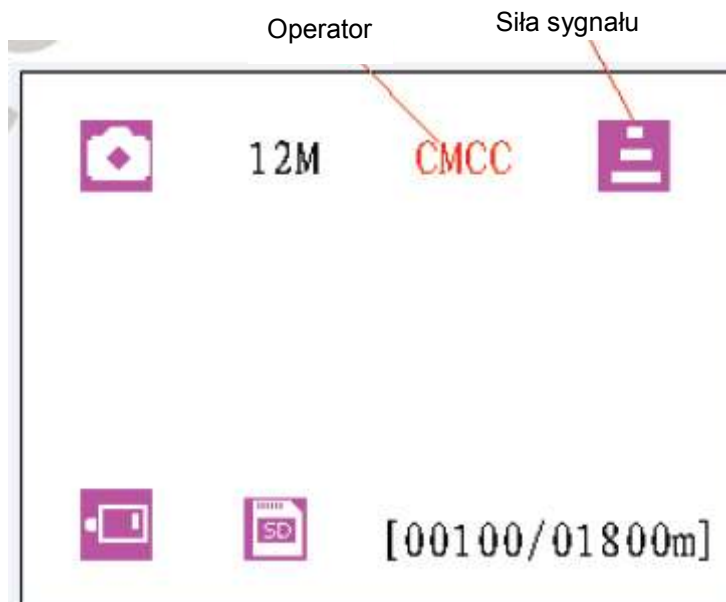 Operator
Siła sygnału
12M CMCC
SD
[00100/01800m]